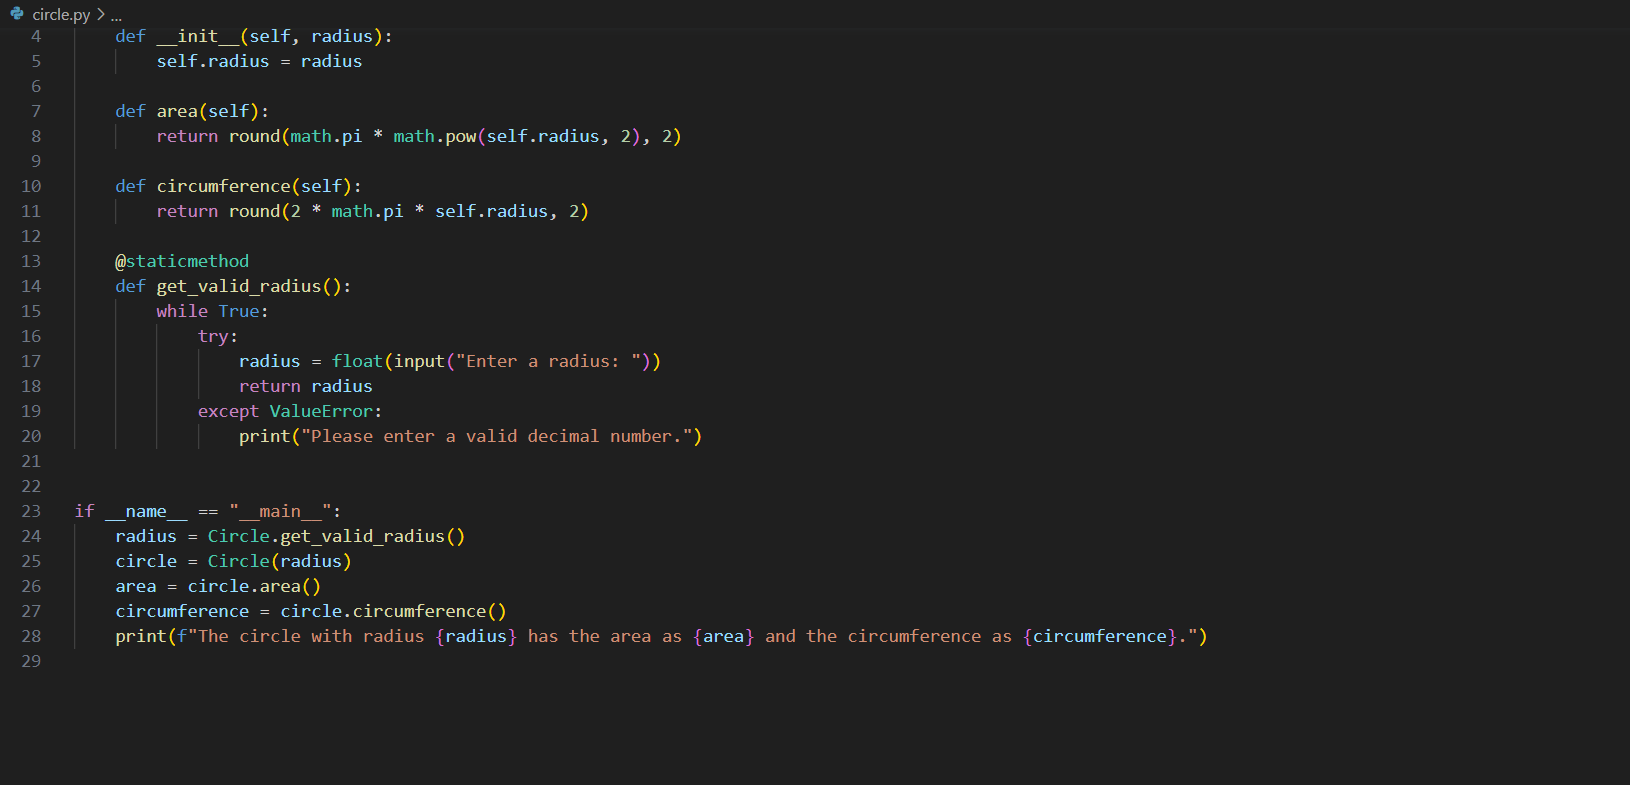 circle.py > ...
4 def __init__(self, radius):
5 self.radius = radius
6
7 def area(self):
8 return round(math.pi * math.pow(self.radius, 2), 2)
9
10 def circumference(self):
11 return round(2 * math.pi * self.radius, 2)
12
13 @staticmethod
14 def get_valid_radius():
15 while True:
16 try:
17 radius = float(input("Enter a radius: "))
18 return radius
19 except ValueError:
20 print("Please enter a valid decimal number.")
21
22
23 if __name__ == "__main__":
24 radius = Circle.get_valid_radius()
25 circle = Circle(radius)
26 area = circle.area()
27 circumference = circle.circumference()
28 print(f"The circle with radius {radius} has the area as {area} and the circumference as {circumference}.")
29